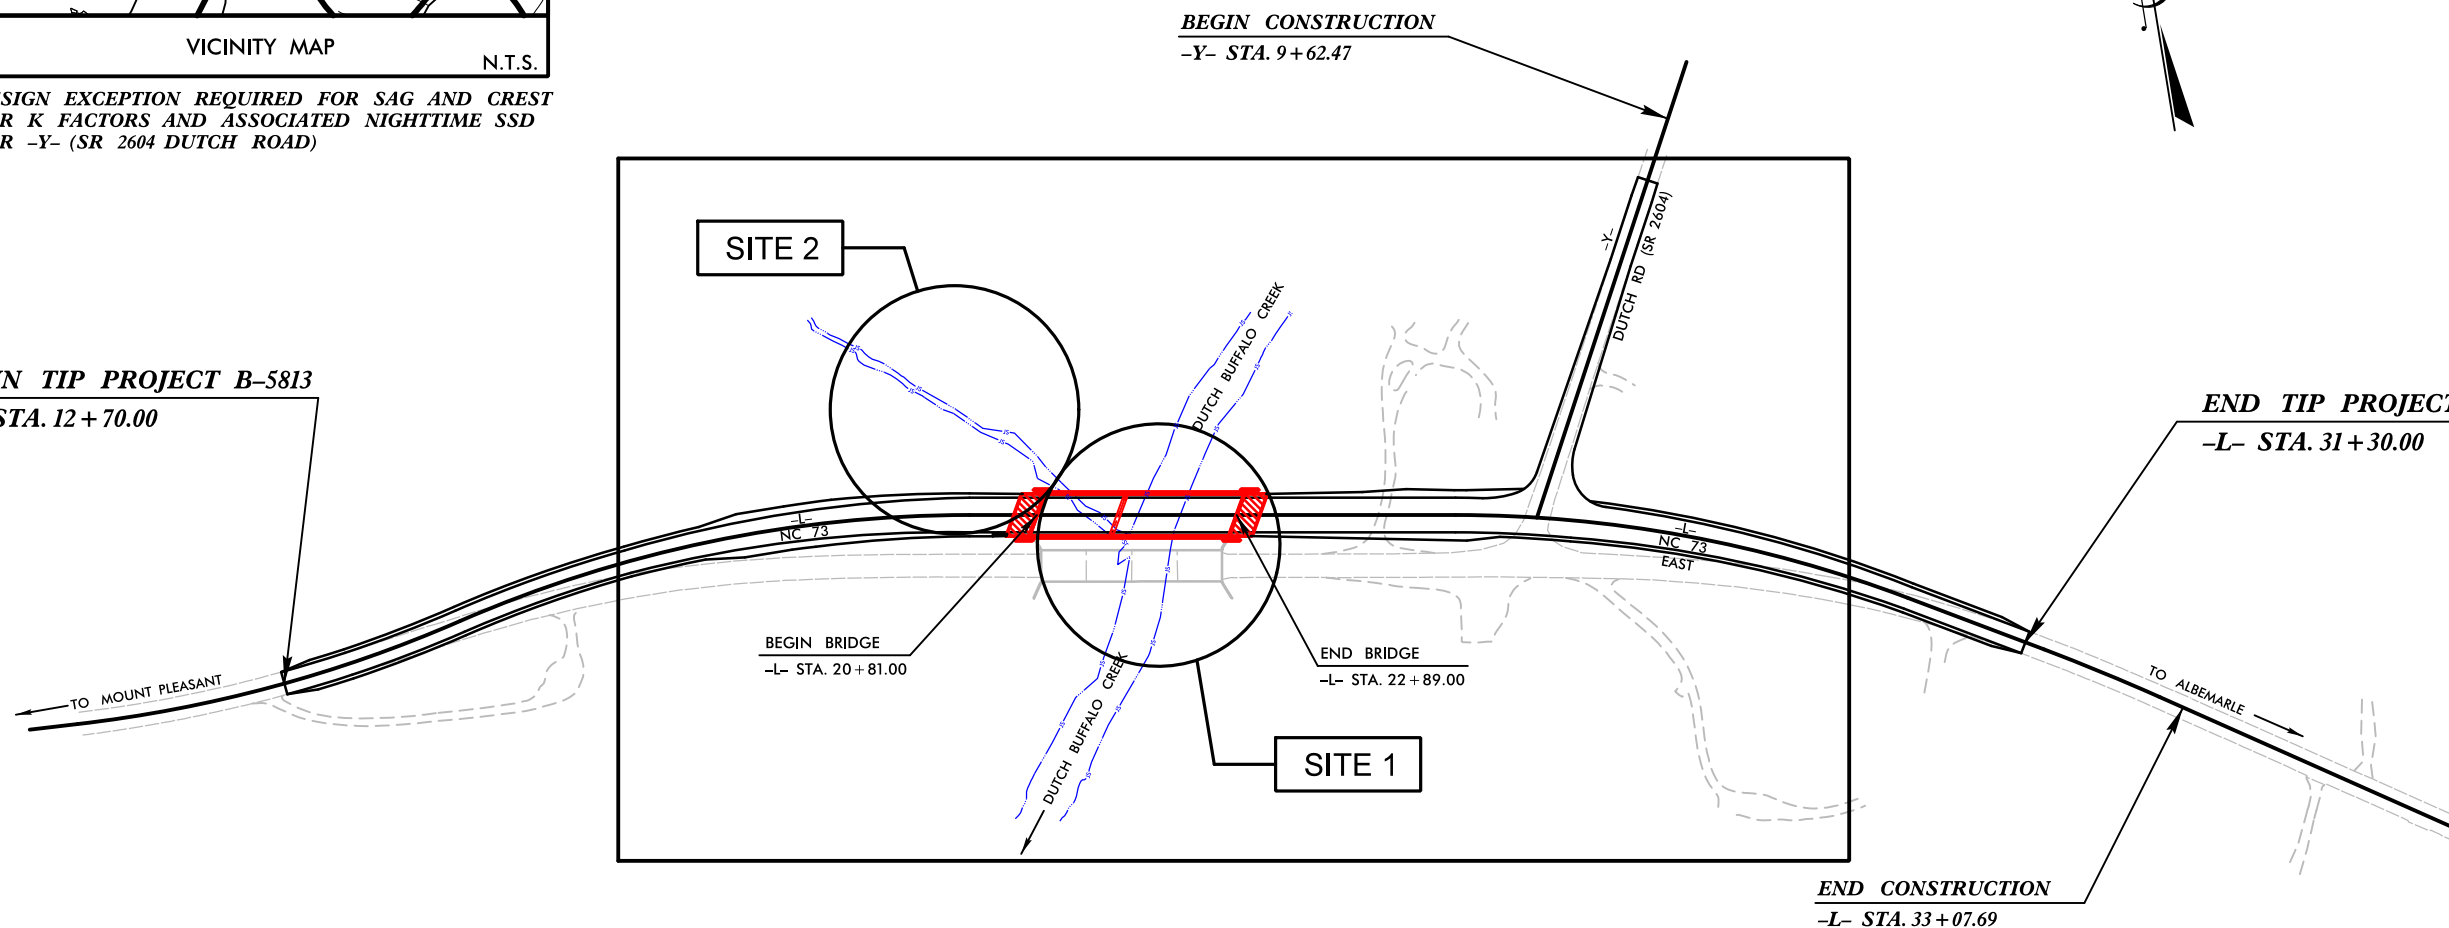 VICINITY MAP
N.T.S.
SIGN EXCEPTION REQUIRED FOR SAG AND CREST
R K FACTORS AND ASSOCIATED NIGHTTIME SSD
R –Y– (SR 2604 DUTCH ROAD)
BEGIN CONSTRUCTION
–Y– STA. 9+62.47
SITE 2
–Y–
DUTCH RD (SR 2604)
DUTCH BUFFALO CREEK
N TIP PROJECT B–5813
STA. 12+70.00
END TIP PROJECT
–L– STA. 31+30.00
–L–
NC 73
–L–
NC 73
EAST
BEGIN BRIDGE
–L– STA. 20+81.00
END BRIDGE
–L– STA. 22+89.00
TO MOUNT PLEASANT
TO ALBEMARLE
DUTCH BUFFALO CREEK
SITE 1
END CONSTRUCTION
–L– STA. 33+07.69